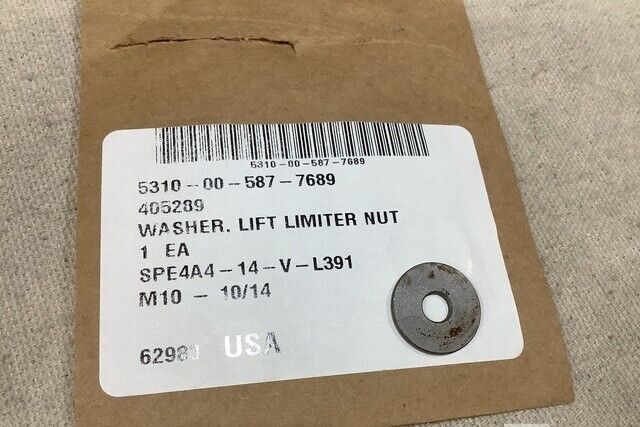 5310-00-587-7689
5310-00-587-7689
405289
WASHER. LIFT LIMITER NUT
1 EA
SPE4A4-14-V-L391
M10 - 10/14
USA